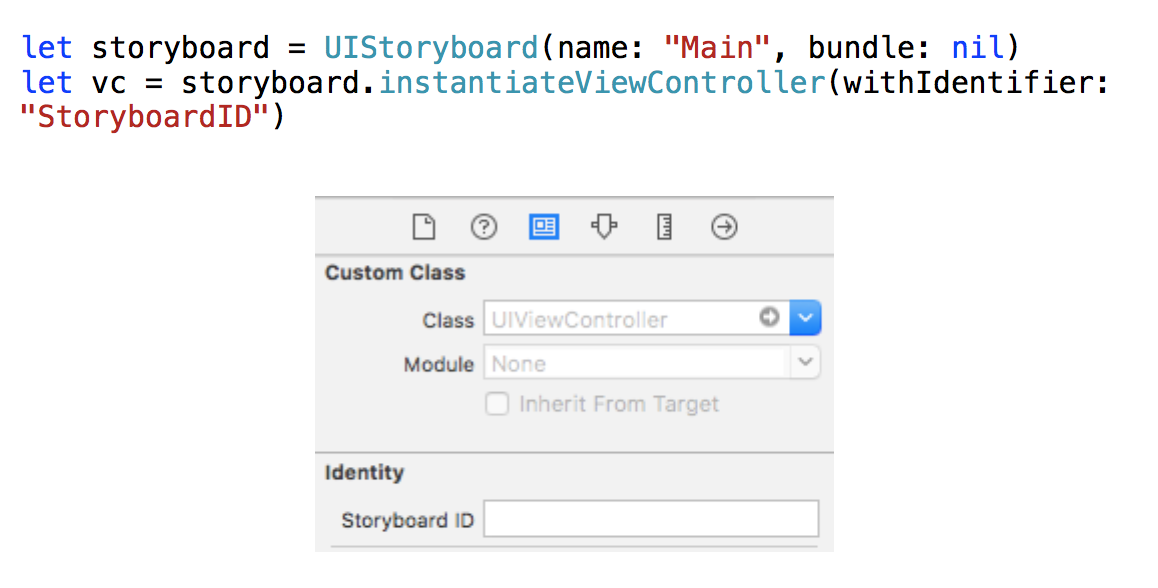 let storyboard = UIStoryboard(name: "Main", bundle: nil)
let vc = storyboard.instantiateViewController(withIdentifier:
"StoryboardID")
Custom Class
Class UIViewController
Module None
Inherit From Target
Identity
Storyboard ID